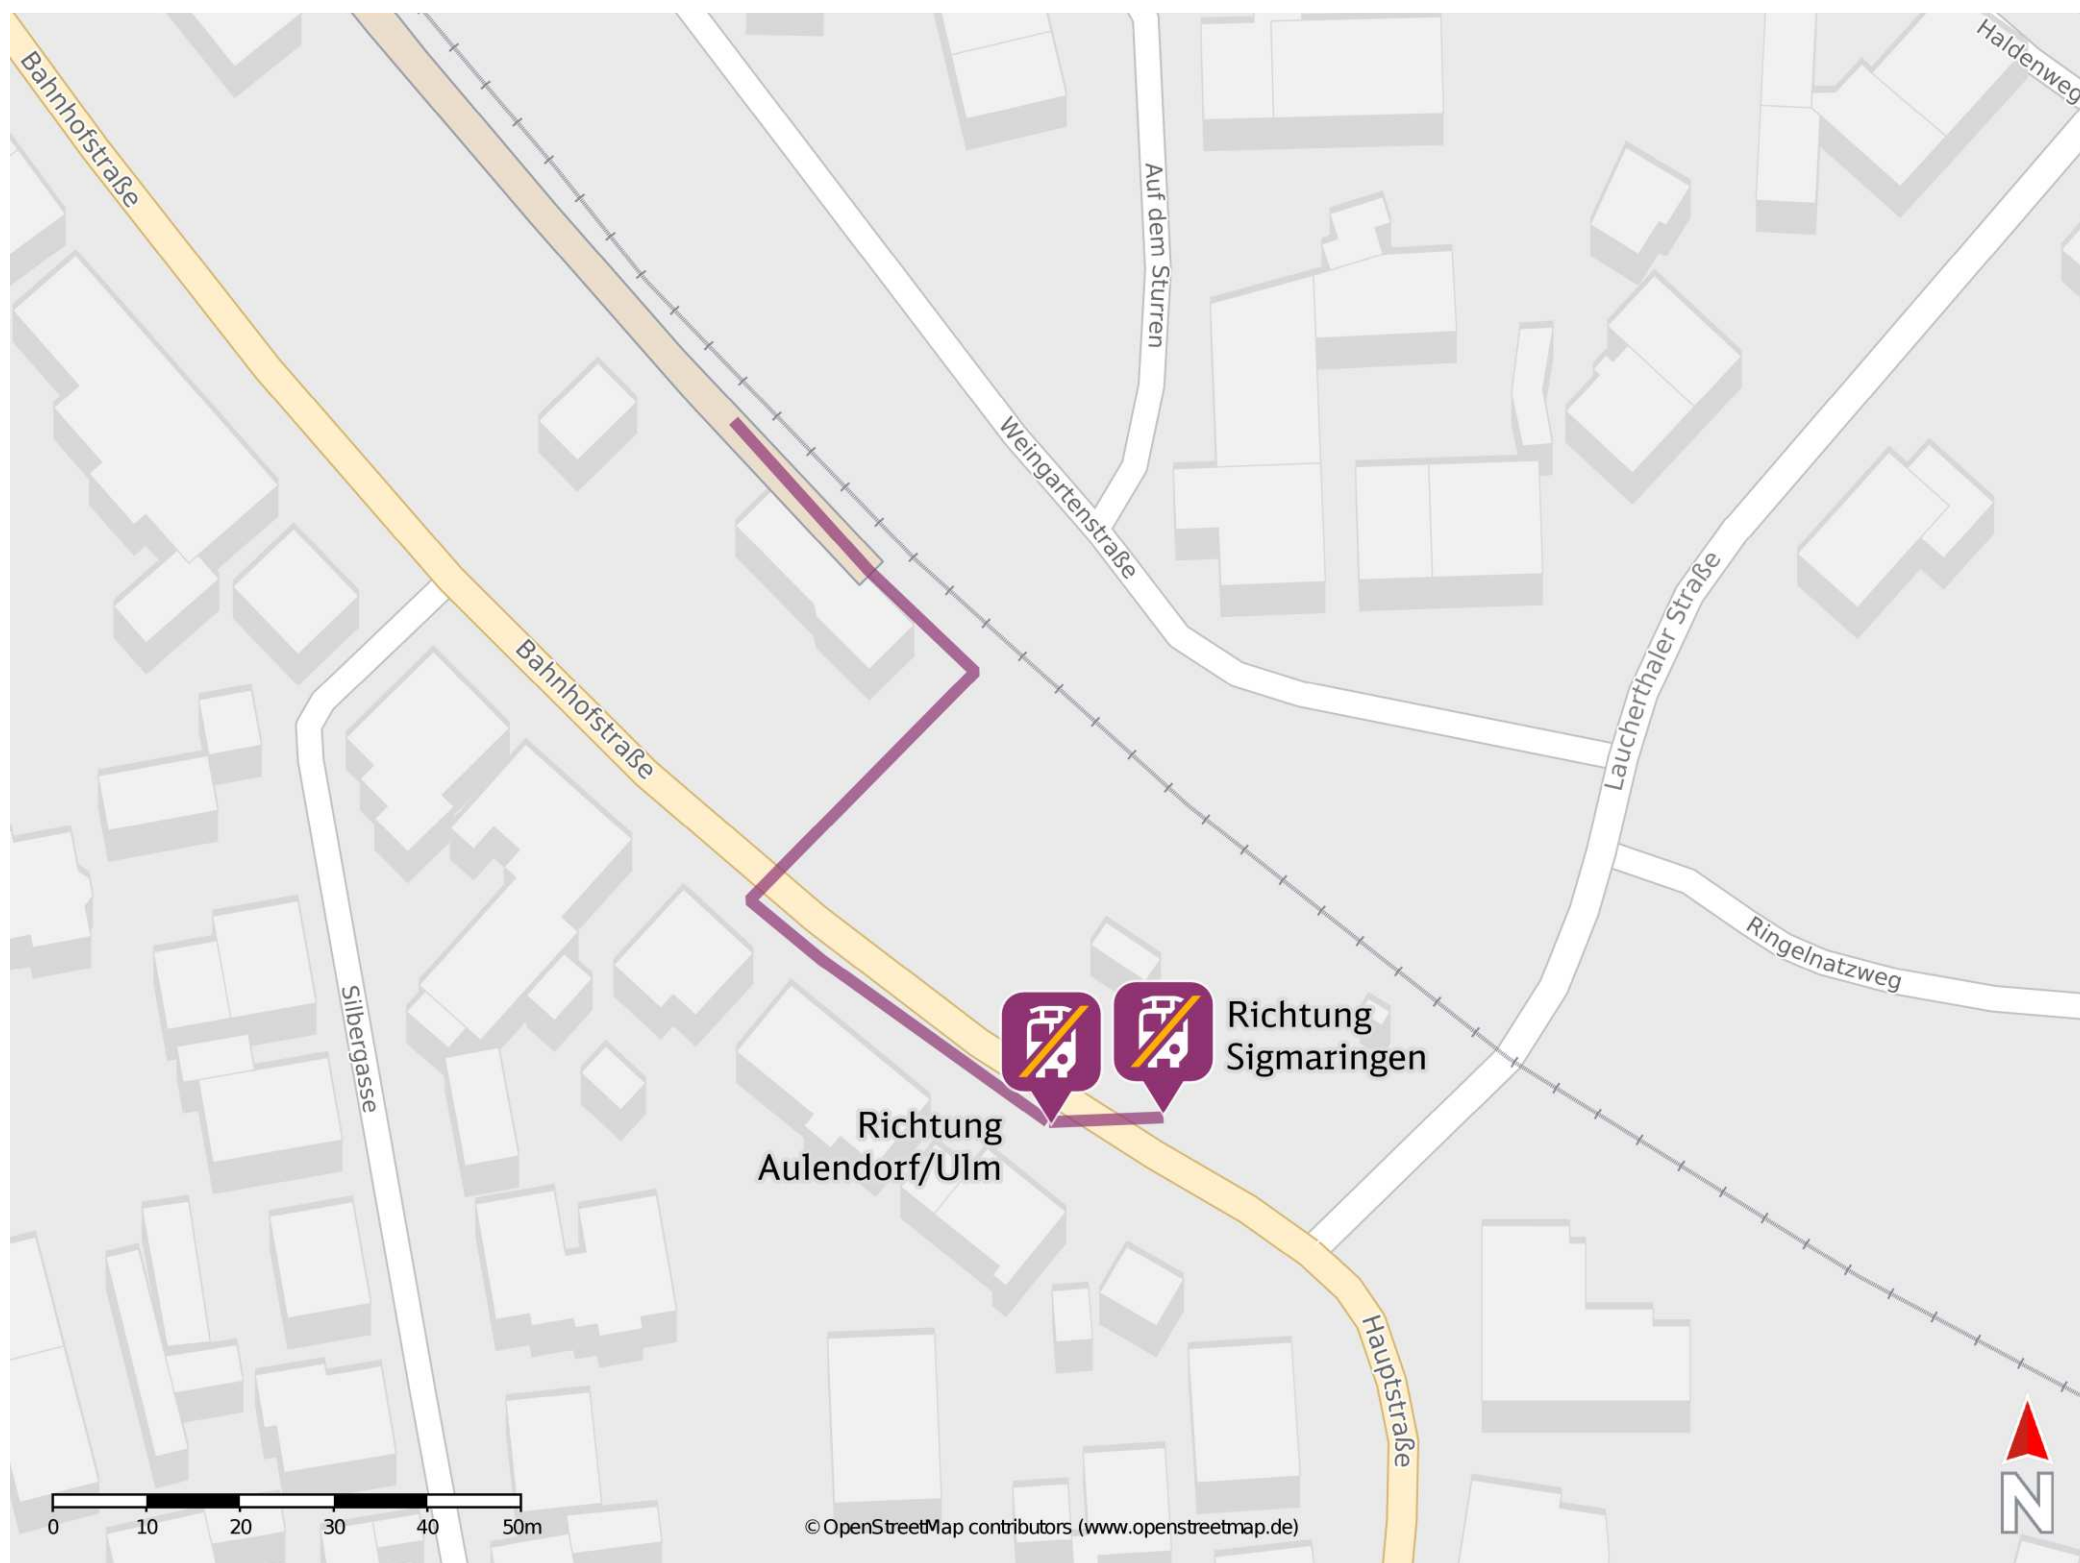 Haldenweg
Bahnhofstraße
Auf dem Sturren
Weingartenstraße
Laucherthaler Straße
Bahnhofstraße
Ringelnatzweg
Silbergasse
Richtung
Sigmaringen
Richtung
Aulendorf/Ulm
Hauptstraße
N
0 10 20 30 40 50m
© OpenStreetMap contributors (www.openstreetmap.de)